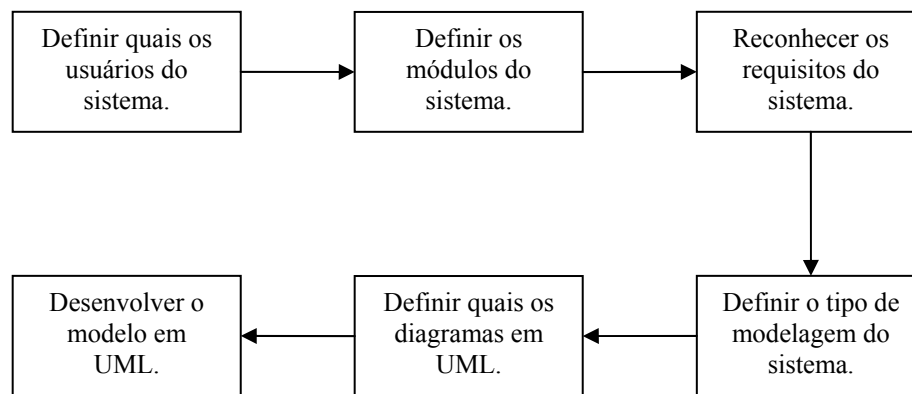 Definir quais os
usuários do
sistema.
Definir os
módulos do
sistema.
Reconhecer os
requisitos do
sistema.
Definir o tipo de
modelagem do
sistema.
Definir quais os
diagramas em
UML.
Desenvolver o
modelo em
UML.